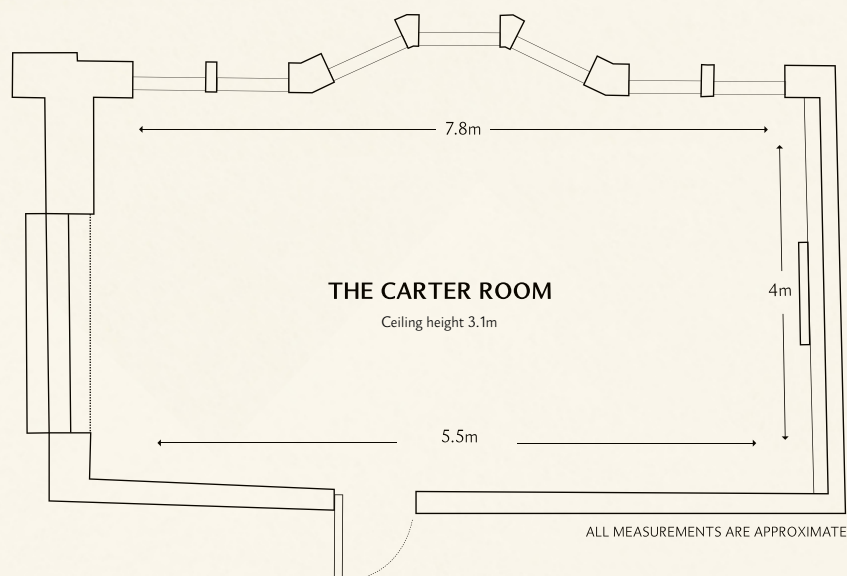 7.8m
THE CARTER ROOM
4m
Ceiling height 3.1m
5.5m
ALL MEASUREMENTS ARE APPROXIMATE